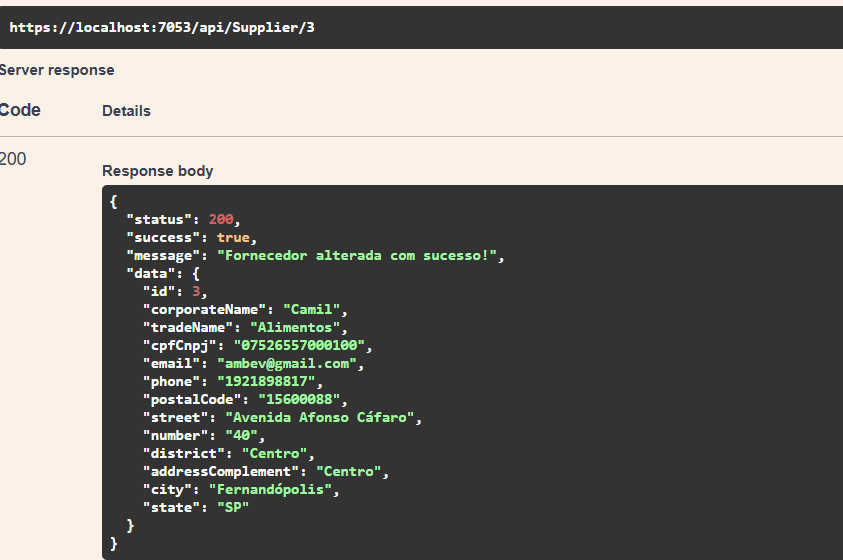 https://localhost:7053/api/Supplier/3
Server response
Code Details
200
Response body
{
  "status": 200,
  "success": true,
  "message": "Fornecedor alterada com sucesso!",
  "data": {
    "id": 3,
    "corporateName": "Camil",
    "tradeName": "Alimentos",
    "cpfCnpj": "07526557000100",
    "email": "ambev@gmail.com",
    "phone": "1921898817",
    "postalCode": "15600088",
    "street": "Avenida Afonso Cáfaro",
    "number": "40",
    "district": "Centro",
    "addressComplement": "Centro",
    "city": "Fernandópolis",
    "state": "SP"
  }
}